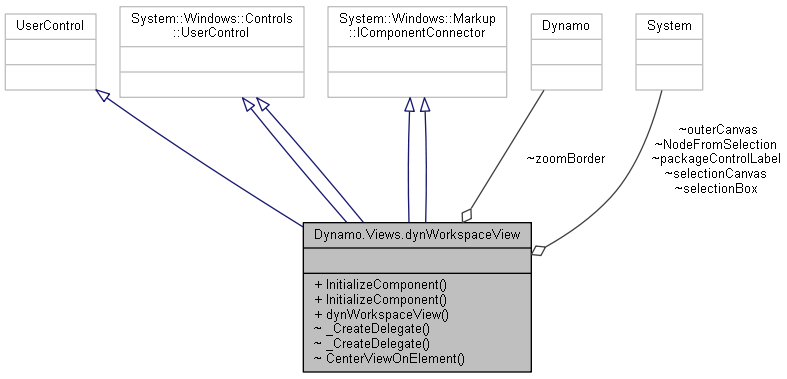 UserControl
System::Windows::Controls
::UserControl
System::Windows::Markup
::IComponentConnector
Dynamo
System
~zoomBorder
~outerCanvas
~NodeFromSelection
~packageControlLabel
~selectionCanvas
~selectionBox
Dynamo.Views.dynWorkspaceView
+ InitializeComponent()
+ InitializeComponent()
+ dynWorkspaceView()
~ _CreateDelegate()
~ _CreateDelegate()
~ CenterViewOnElement()